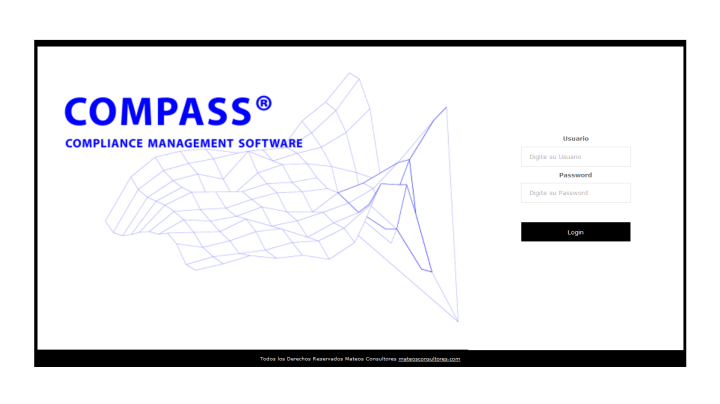 COMPASS®
COMPLIANCE MANAGEMENT SOFTWARE
Usuario
Digite su Usuario
Password
Digite su Password
Login
Todos los Derechos Reservados Mateos Consultores mateosconsultores.com